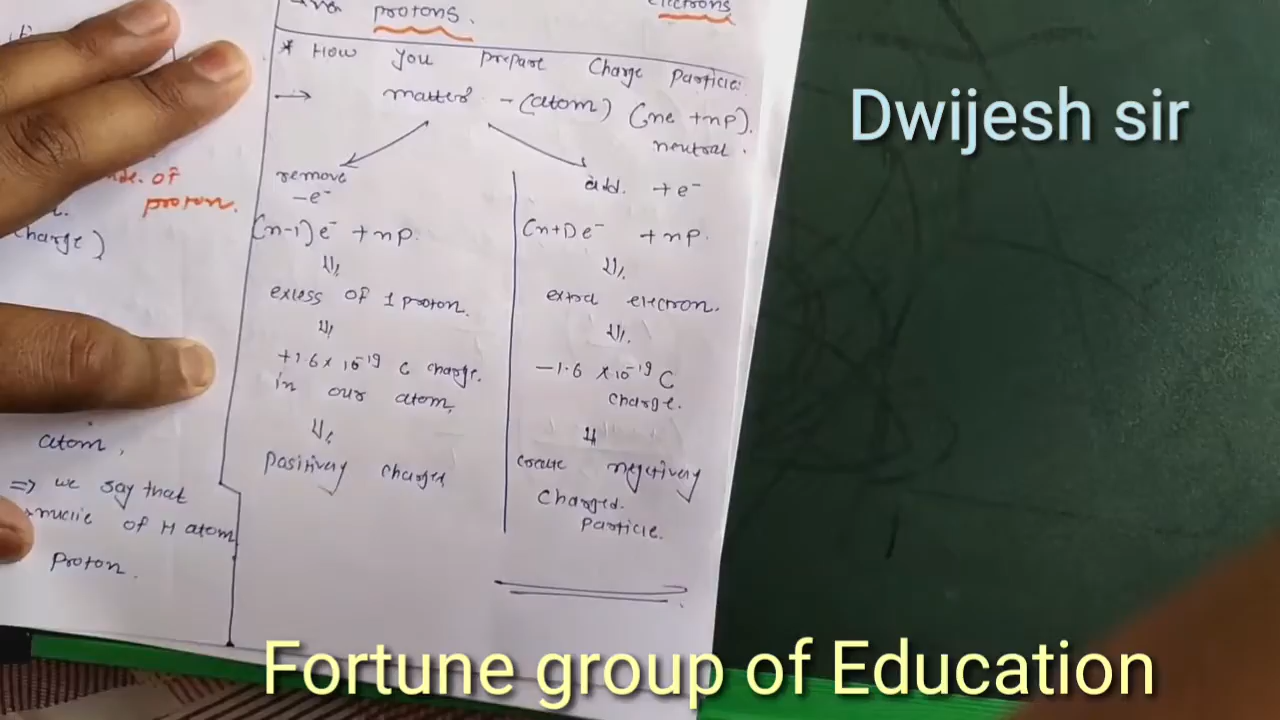 protons.
electrons
* How you prepare Charge Particle:
→ matter - (atom) (ne + np).
neutral.
remove
-e⁻
(n-1)e⁻ + np.
⇓
excess of 1 proton.
⇓
+1.6 × 10⁻¹⁹ C charge.
in our atom,
⇓
Positively charged
add. + e⁻
(n+1)e⁻ + np.
⇓
extra electron.
⇓
-1.6 × 10⁻¹⁹ C
charge.
⇓
create negatively
charged.
Particle.
of
proton.
charge)
atom,
⇒ we say that
nuclie of H atom
Proton.
Dwijesh sir
Fortune group of Education